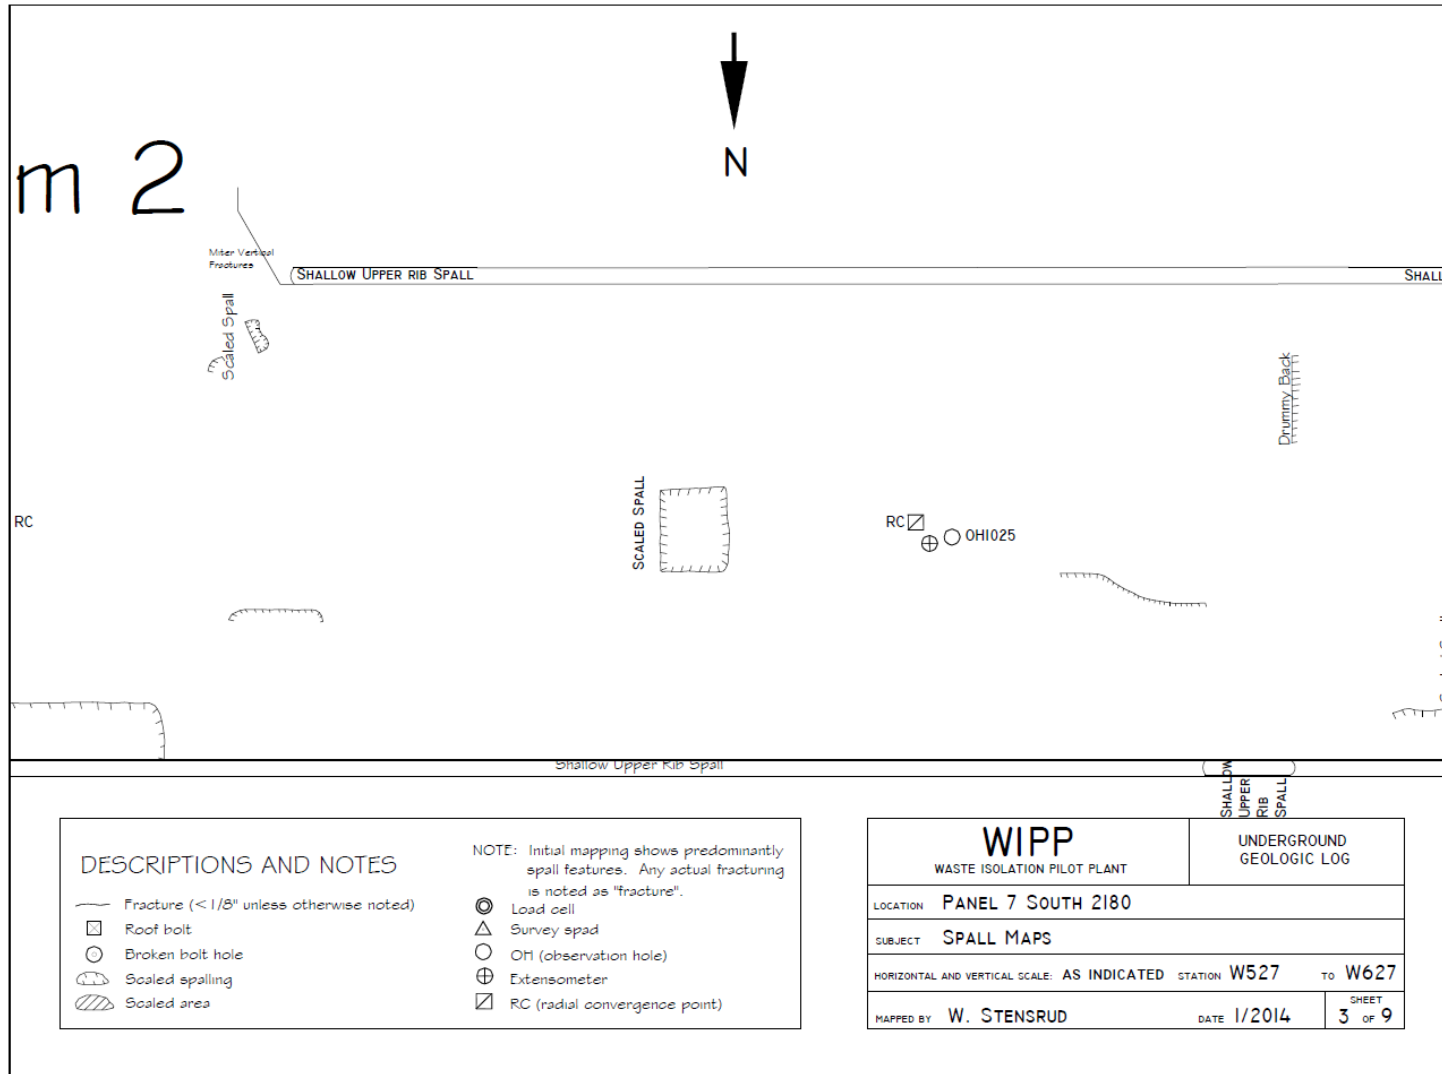 N
m 2
Miter Vertical
Fractures
SHALLOW UPPER RIB SPALL
SHALL
Scaled Spall
Drummy Back
SCALED SPALL
RC
RC
OH1025
Shallow Upper Rib Spall
SHALLOW
UPPER
RIB
SPALL
DESCRIPTIONS AND NOTES
Fracture (< 1/8" unless otherwise noted)
Roof bolt
Broken bolt hole
Scaled spalling
Scaled area
NOTE: Initial mapping shows predominantly
spall features. Any actual fracturing
is noted as "fracture".
Load cell
Survey spad
OH (observation hole)
Extensometer
RC (radial convergence point)
WIPP
WASTE ISOLATION PILOT PLANT
UNDERGROUND
GEOLOGIC LOG
LOCATION PANEL 7 SOUTH 2180
SUBJECT SPALL MAPS
HORIZONTAL AND VERTICAL SCALE: AS INDICATED STATION W527 TO W627
MAPPED BY W. STENSRUD DATE 1/2014
SHEET
3 OF 9